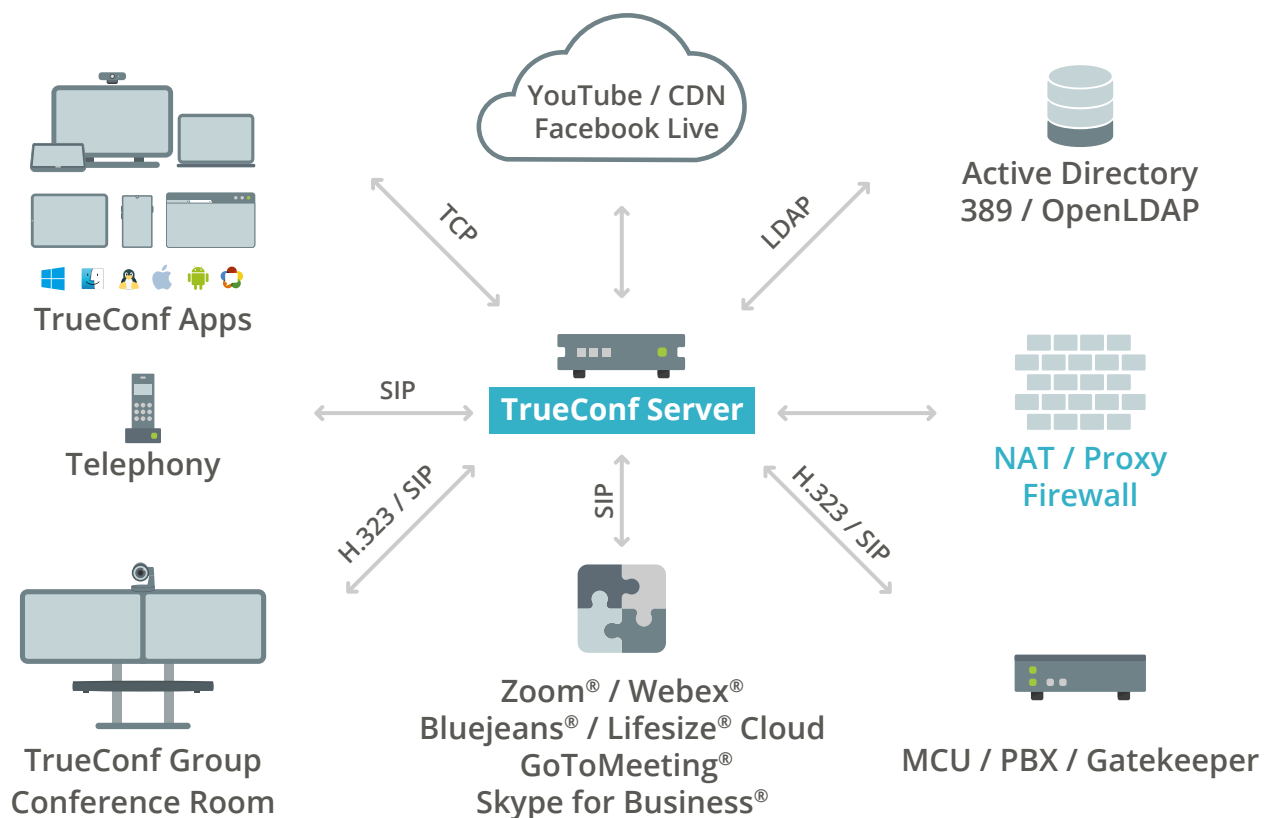 YouTube / CDN
Facebook Live
Active Directory
389 / OpenLDAP
TCP
LDAP
TrueConf Apps
SIP
TrueConf Server
Telephony
NAT / Proxy
Firewall
H.323 / SIP
SIP
H.323 / SIP
Zoom® / Webex®
Bluejeans® / Lifesize® Cloud
GoToMeeting®
Skype for Business®
TrueConf Group
Conference Room
MCU / PBX / Gatekeeper